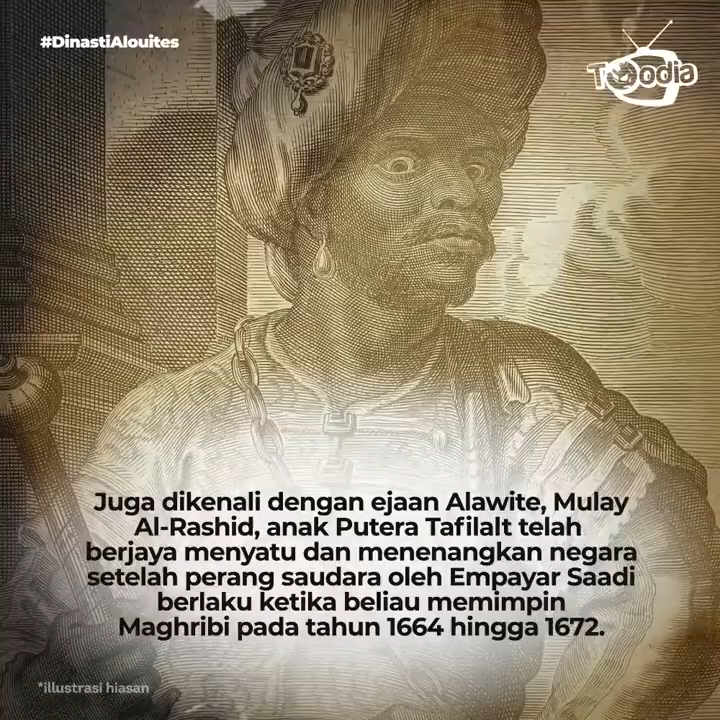 #DinastiAlouites
Toodia
Juga dikenali dengan ejaan Alawite, Mulay
Al-Rashid, anak Putera Tafilalt telah
berjaya menyatu dan menenangkan negara
setelah perang saudara oleh Empayar Saadi
berlaku ketika beliau memimpin
Maghribi pada tahun 1664 hingga 1672.
*illustrasi hiasan